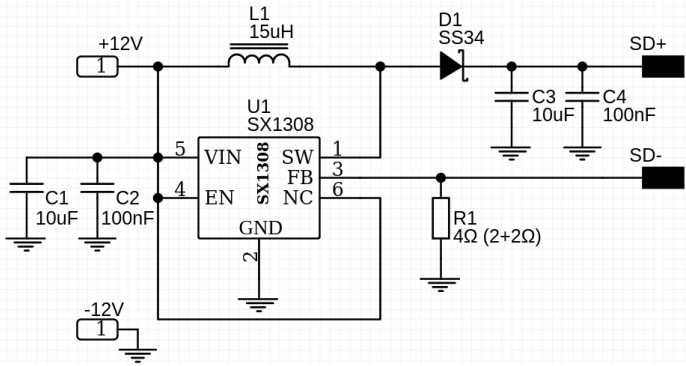 L1
15uH
D1
SS34
+12V
1
SD+
U1
SX1308
C3
10uF
C4
100nF
5
VIN
SW
1
SX1308
FB
3
SD-
4
EN
NC
6
C1
10uF
C2
100nF
GND
2
R1
4Ω (2+2Ω)
-12V
1